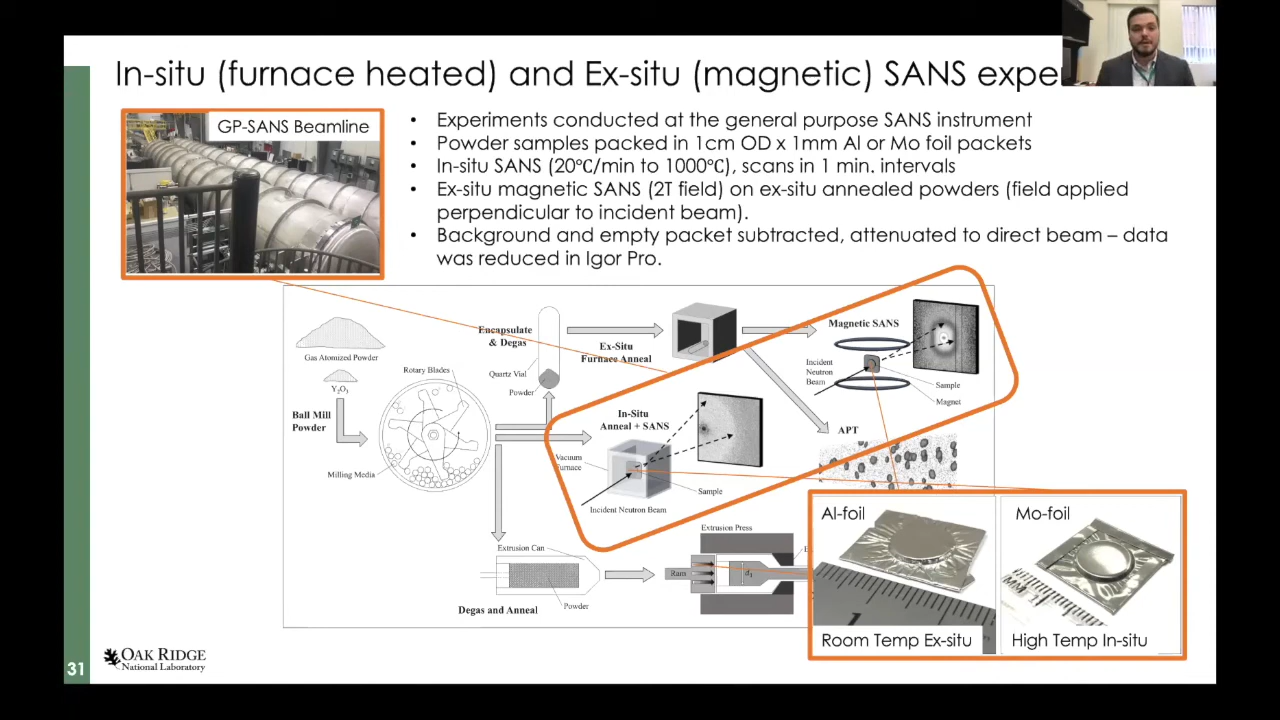 In-situ (furnace heated) and Ex-situ (magnetic) SANS
GP-SANS Beamline
• Experiments conducted at the general purpose SANS instrument
• Powder samples packed in 1cm OD x 1mm Al or Mo foil packets
• In-situ SANS (20℃/min to 1000℃), scans in 1 min. intervals
• Ex-situ magnetic SANS (2T field) on ex-situ annealed powders (field applied
perpendicular to incident beam).
• Background and empty packet subtracted, attenuated to direct beam – data
was reduced in Igor Pro.
Gas Atomized Powder
Y₂O₃
Ball Mill
Powder
Rotary Blades
Milling Media
Encapsulate
& Degas
Quartz Vial
Powder
Ex-Situ
Furnace Anneal
Magnetic SANS
Incident
Neutron
Beam
Sample
Magnet
In-Situ
Anneal + SANS
Vacuum
Furnace
Sample
Incident Neutron Beam
APT
Extrusion Can
Powder
Degas and Anneal
Extrusion Press
Ram
d₁
Al-foil
1
Room Temp Ex-situ
Mo-foil
MM 1
High Temp In-situ
31
OAK RIDGE
National Laboratory